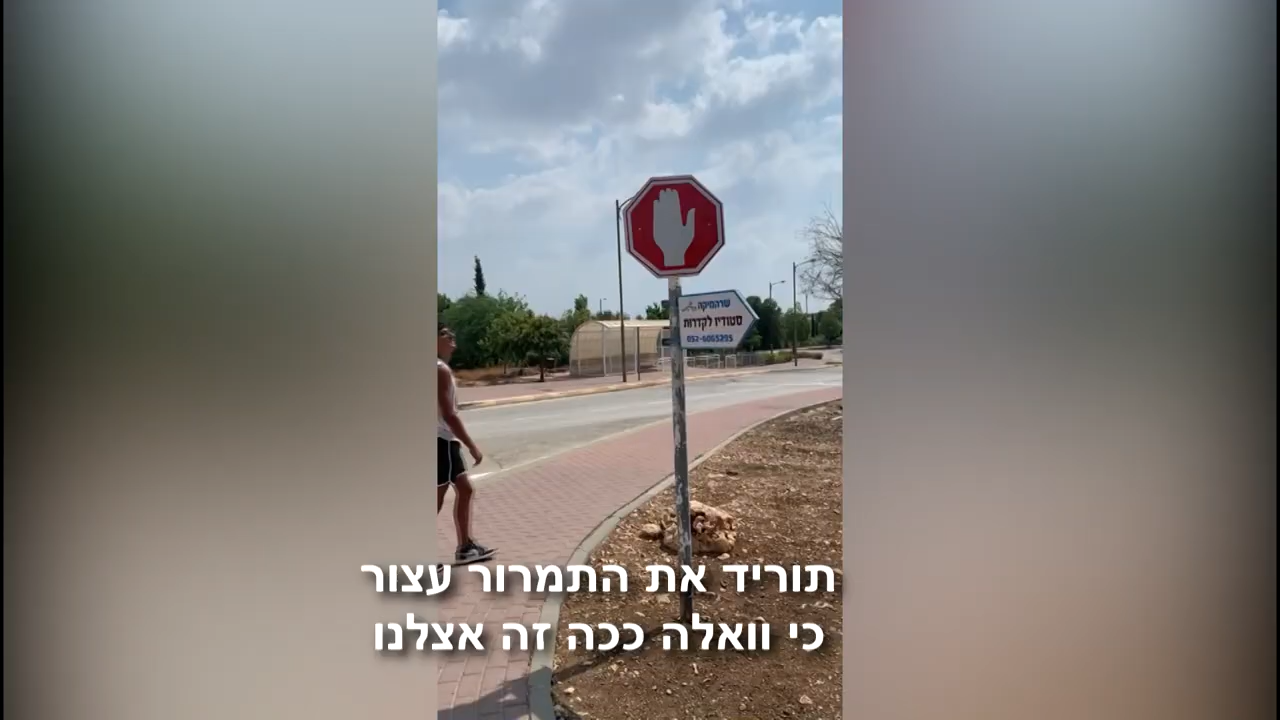 שרהמיקה
סטודיו לקדרות
052-6065295
תוריד את התמרור עצור
כי וואלה ככה זה אצלנו